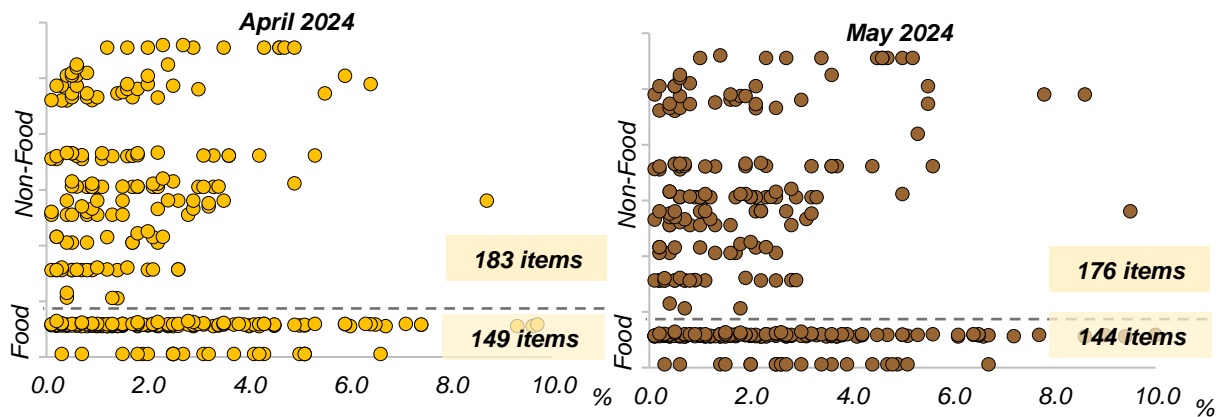 April 2024
Non-Food
Food
183 items
149 items
0.0 2.0 4.0 6.0 8.0 10.0 %
May 2024
Non-Food
Food
176 items
144 items
0.0 2.0 4.0 6.0 8.0 10.0 %